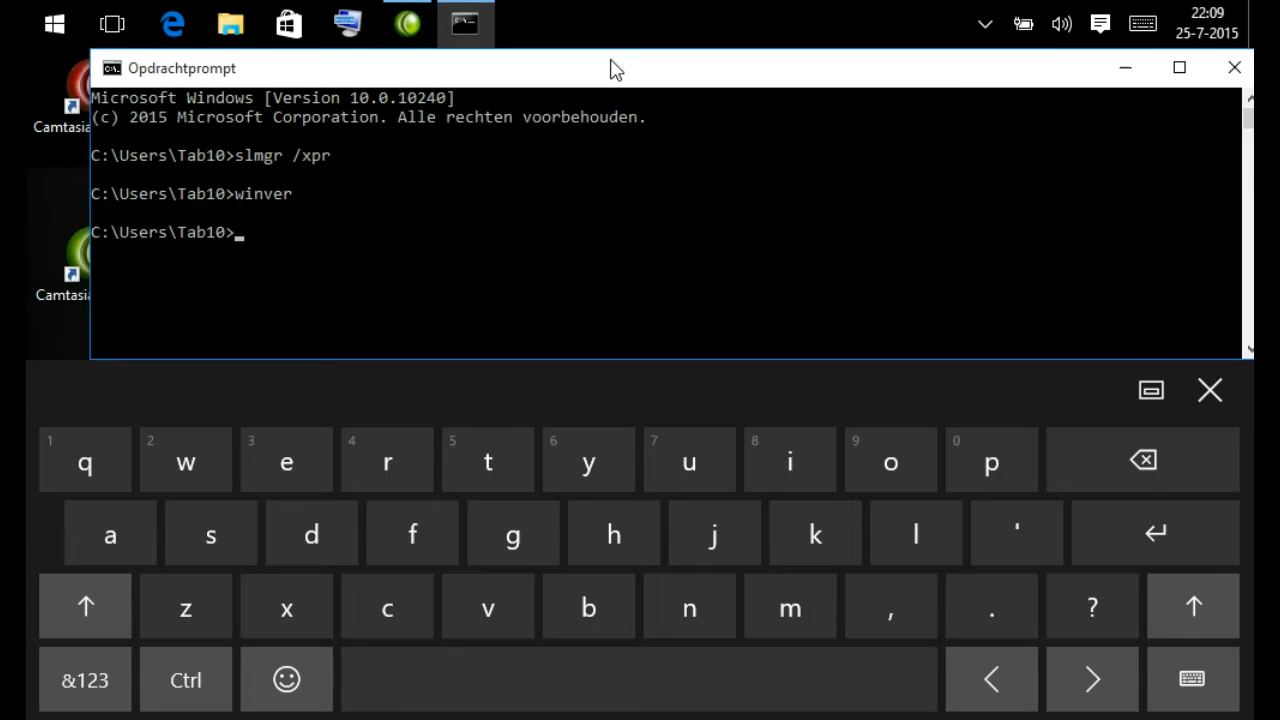 22:09
25-7-2015
Opdrachtprompt
Camtasia
Microsoft Windows [Version 10.0.10240]
(c) 2015 Microsoft Corporation. Alle rechten voorbehouden.
C:\Users\Tab10>slmgr /xpr
C:\Users\Tab10>winver
C:\Users\Tab10>_
Camtasia
1 2 3 4 5 6 7 8 9 0
q w e r t y u i o p
a s d f g h j k l '
z x c v b n m , . ?
&123 Ctrl